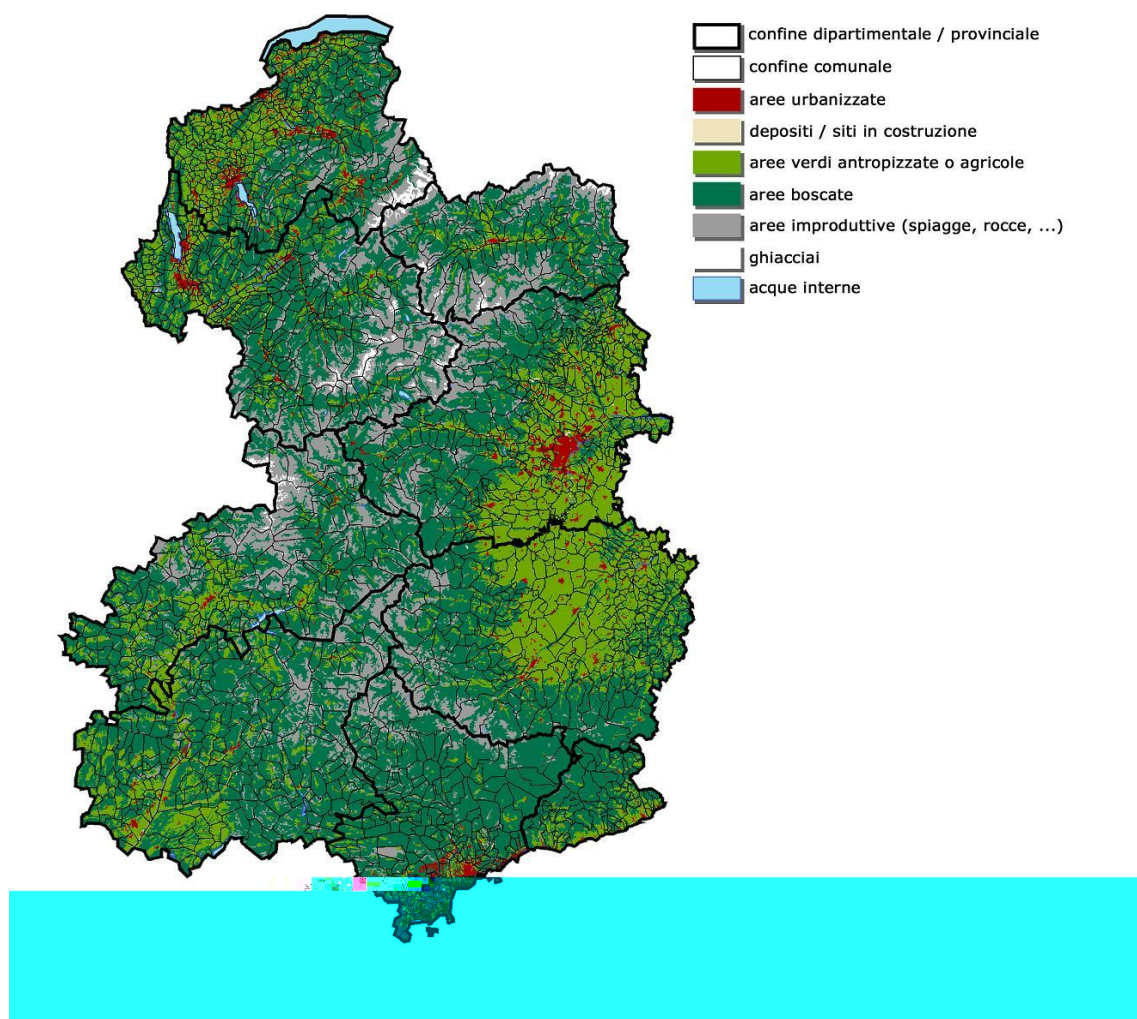 confine dipartimentale / provinciale
confine comunale
aree urbanizzate
depositi / siti in costruzione
aree verdi antropizzate o agricole
aree boscate
aree improduttive (spiagge, rocce, ...)
ghiacciai
acque interne